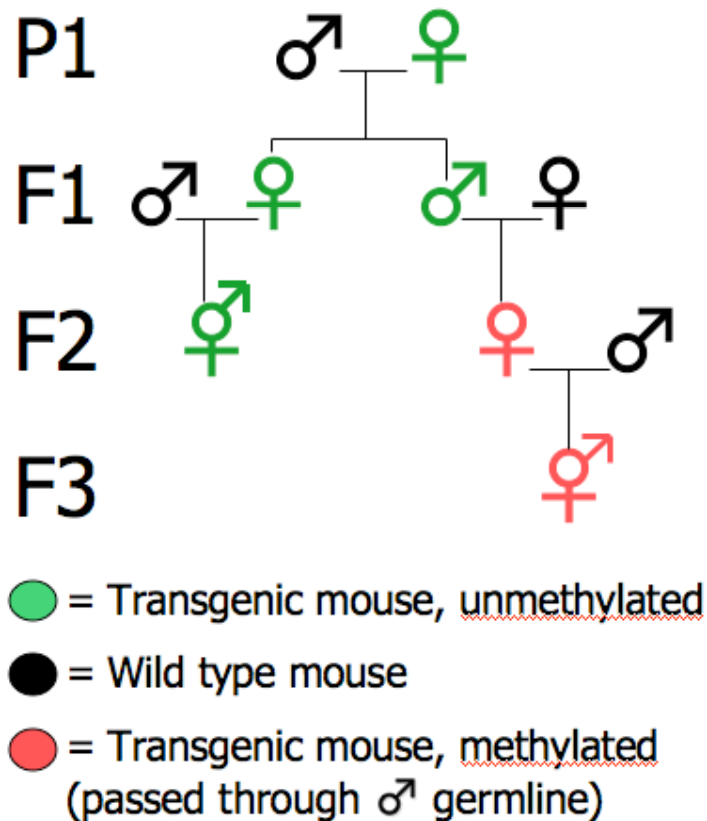 P1
F1
F2
F3
= Transgenic mouse, unmethylated
= Wild type mouse
= Transgenic mouse, methylated
(passed through ♂ germline)